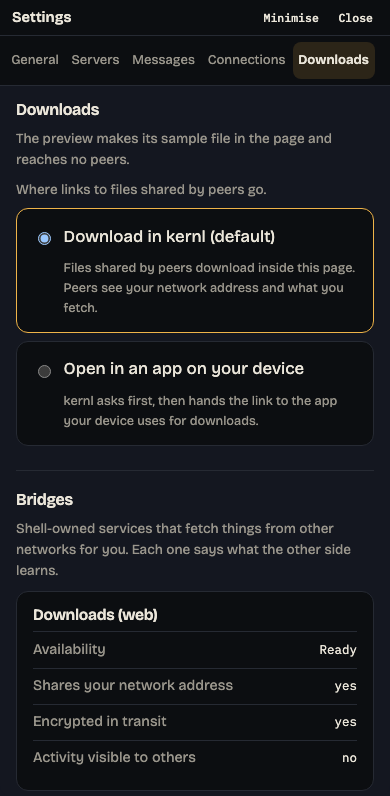 Settings
Minimise
Close
General
Servers
Messages
Connections
Downloads
Downloads
The preview makes its sample file in the page and
reaches no peers.
Where links to files shared by peers go.
Download in kernl (default)
Files shared by peers download inside this page.
Peers see your network address and what you
fetch.
Open in an app on your device
kernl asks first, then hands the link to the app
your device uses for downloads.
Bridges
Shell-owned services that fetch things from other
networks for you. Each one says what the other side
learns.
Downloads (web)
Availability Ready
Shares your network address yes
Encrypted in transit yes
Activity visible to others no